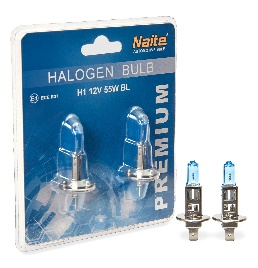 Naite
HALOGEN BULB
H1 12V 55W BL
PREMIUM